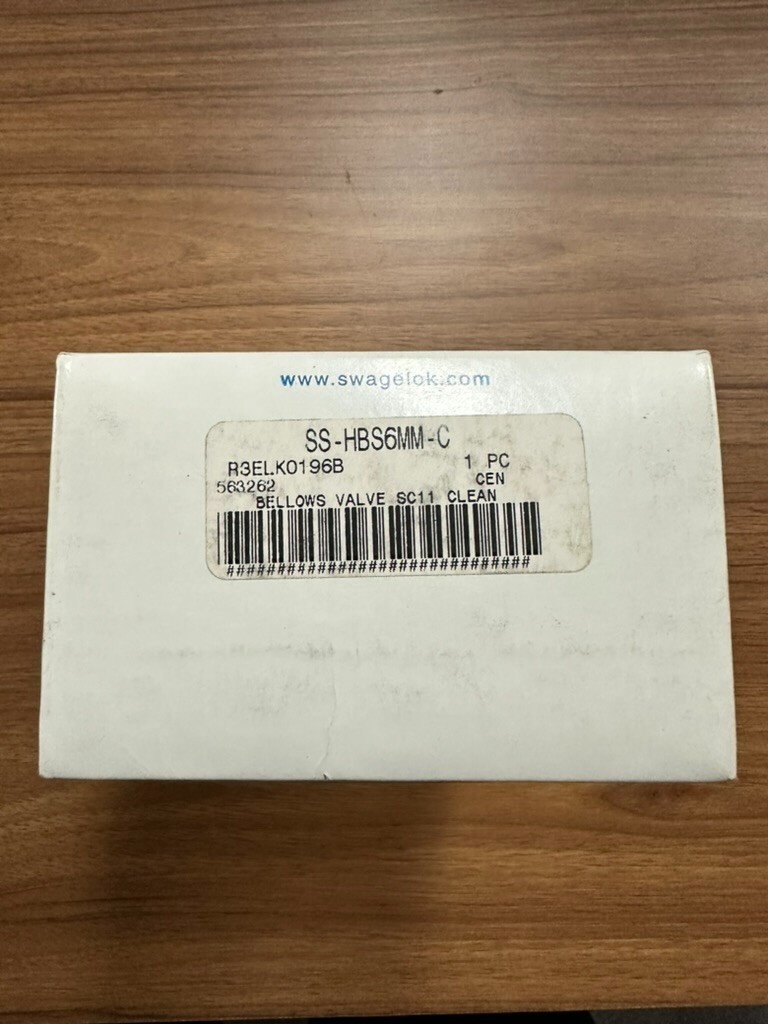 www.swagelok.com
SS-HBS6MM-C
R3ELK0196B 1 PC
563262 CEN
BELLOWS VALVE SC11 CLEAN
##############################